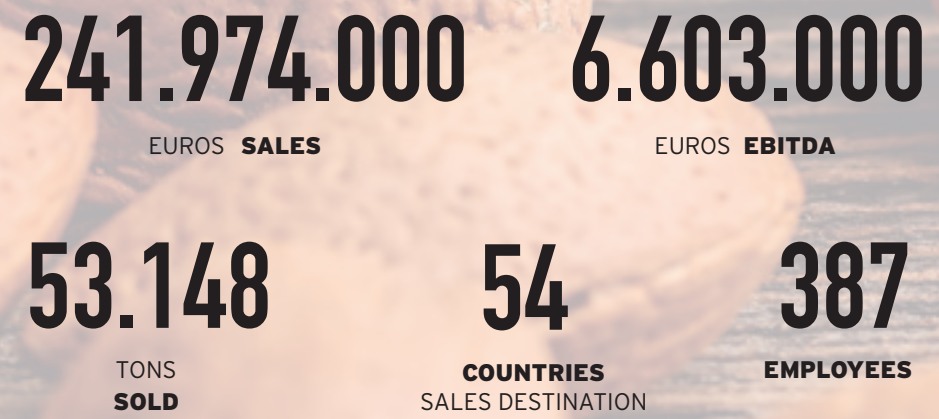 241.974.000 6.603.000
EUROS SALES EUROS EBITDA
53.148 54 387
TONS COUNTRIES EMPLOYEES
SOLD SALES DESTINATION